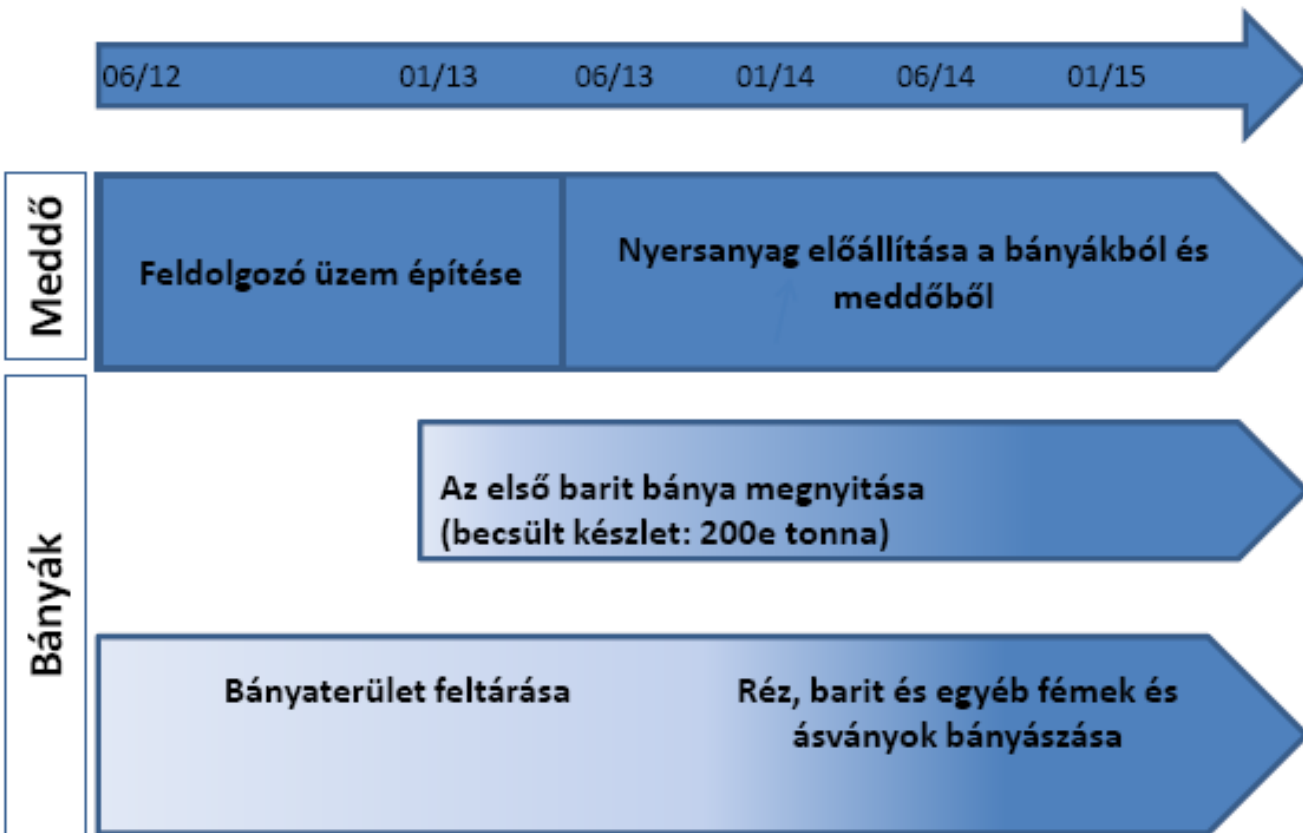 06/12 01/13 06/13 01/14 06/14 01/15
Meddő
Feldolgozó üzem építése
Nyersanyag előállítása a bányákból és
meddőből
Bányák
Az első barit bánya megnyitása
(becsült készlet: 200e tonna)
Bányaterület feltárása
Réz, barit és egyéb fémek és
ásványok bányászása